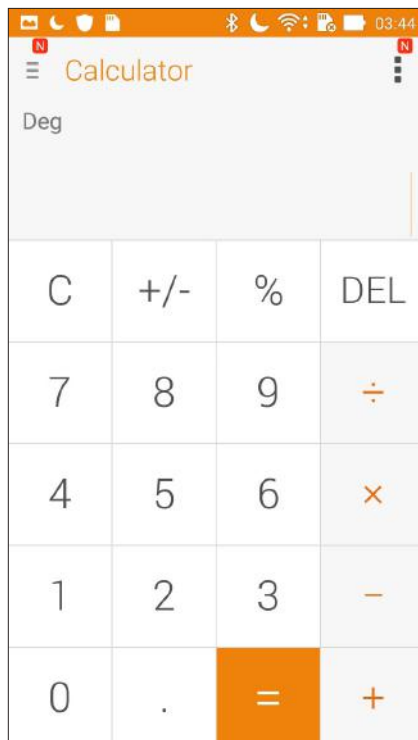 03:44
N
N
Calculator
Deg
C +/- % DEL
7 8 9 ÷
4 5 6 ×
1 2 3 −
0 . = +